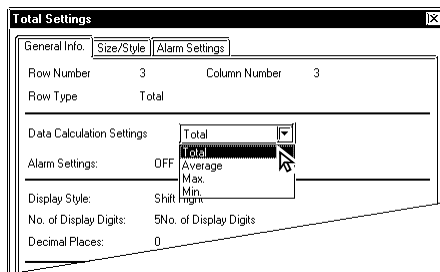 Total Settings
General Info. Size/Style Alarm Settings
Row Number 3 Column Number 3
Row Type Total
Data Calculation Settings Total
Total
Alarm Settings: OFF Average
Max.
Min.
Display Style: Shift Right
No. of Display Digits: 5No. of Display Digits
Decimal Places: 0